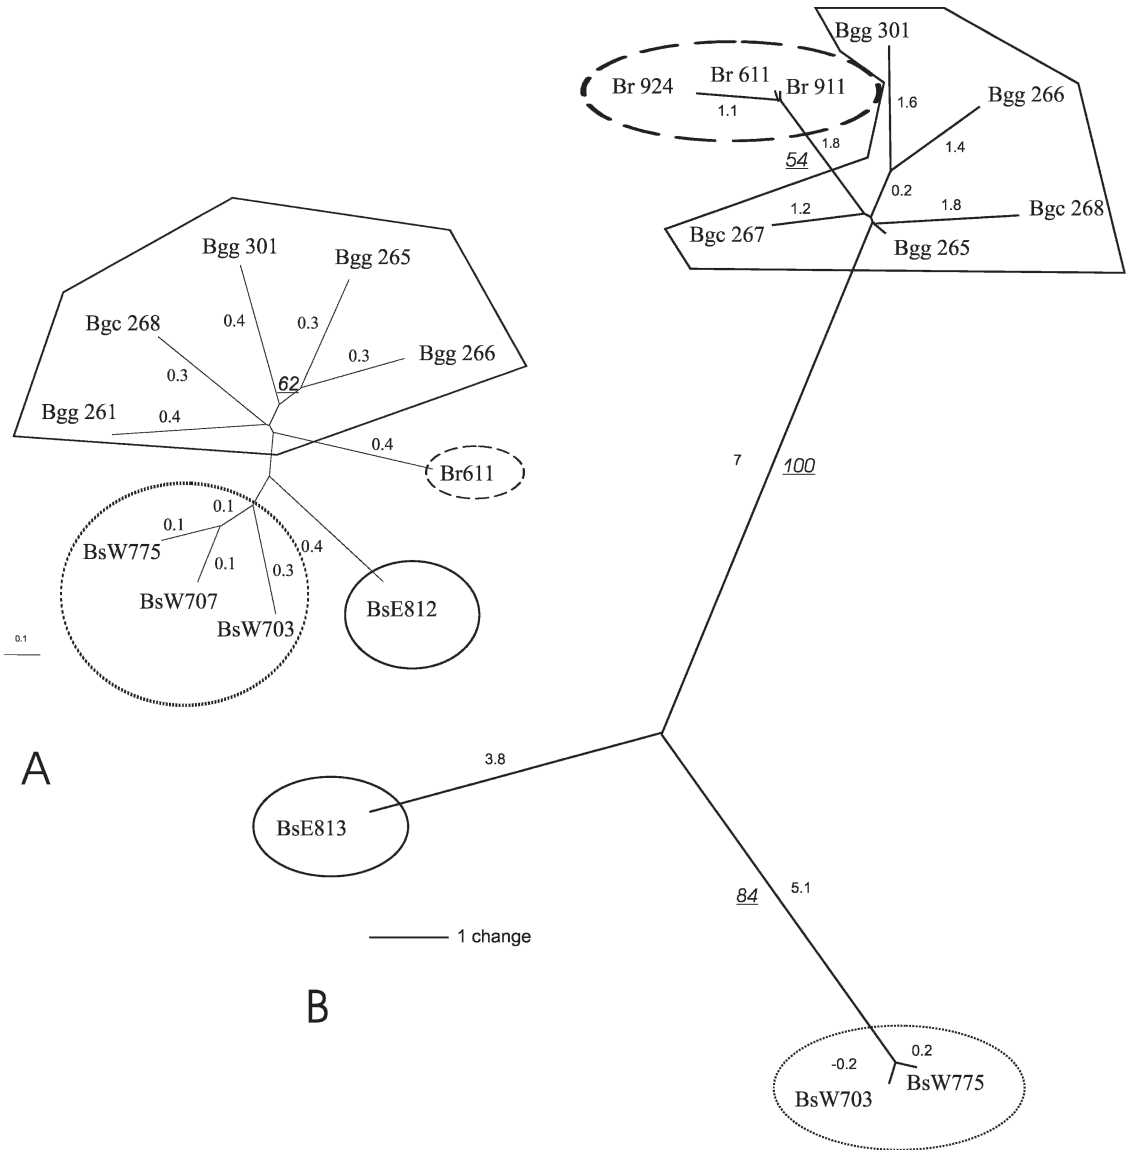 Bgg 301
Bgg 265
0.4
0.3
Bgc 268
0.3
62
0.3
Bgg 266
Bgg 261
0.4
0.4
Br611
0.1
0.1
BsW775
0.1
BsW707
0.3
0.4
BsW703
BsE812
0.1
A
Bgg 301
Br 924
Br 611
Br 911
1.1
1.8
54
1.6
Bgg 266
1.4
0.2
1.2
1.8
Bgc 268
Bgc 267
Bgg 265
7
100
3.8
BsE813
84
5.1
1 change
B
-0.2
0.2
BsW775
BsW703